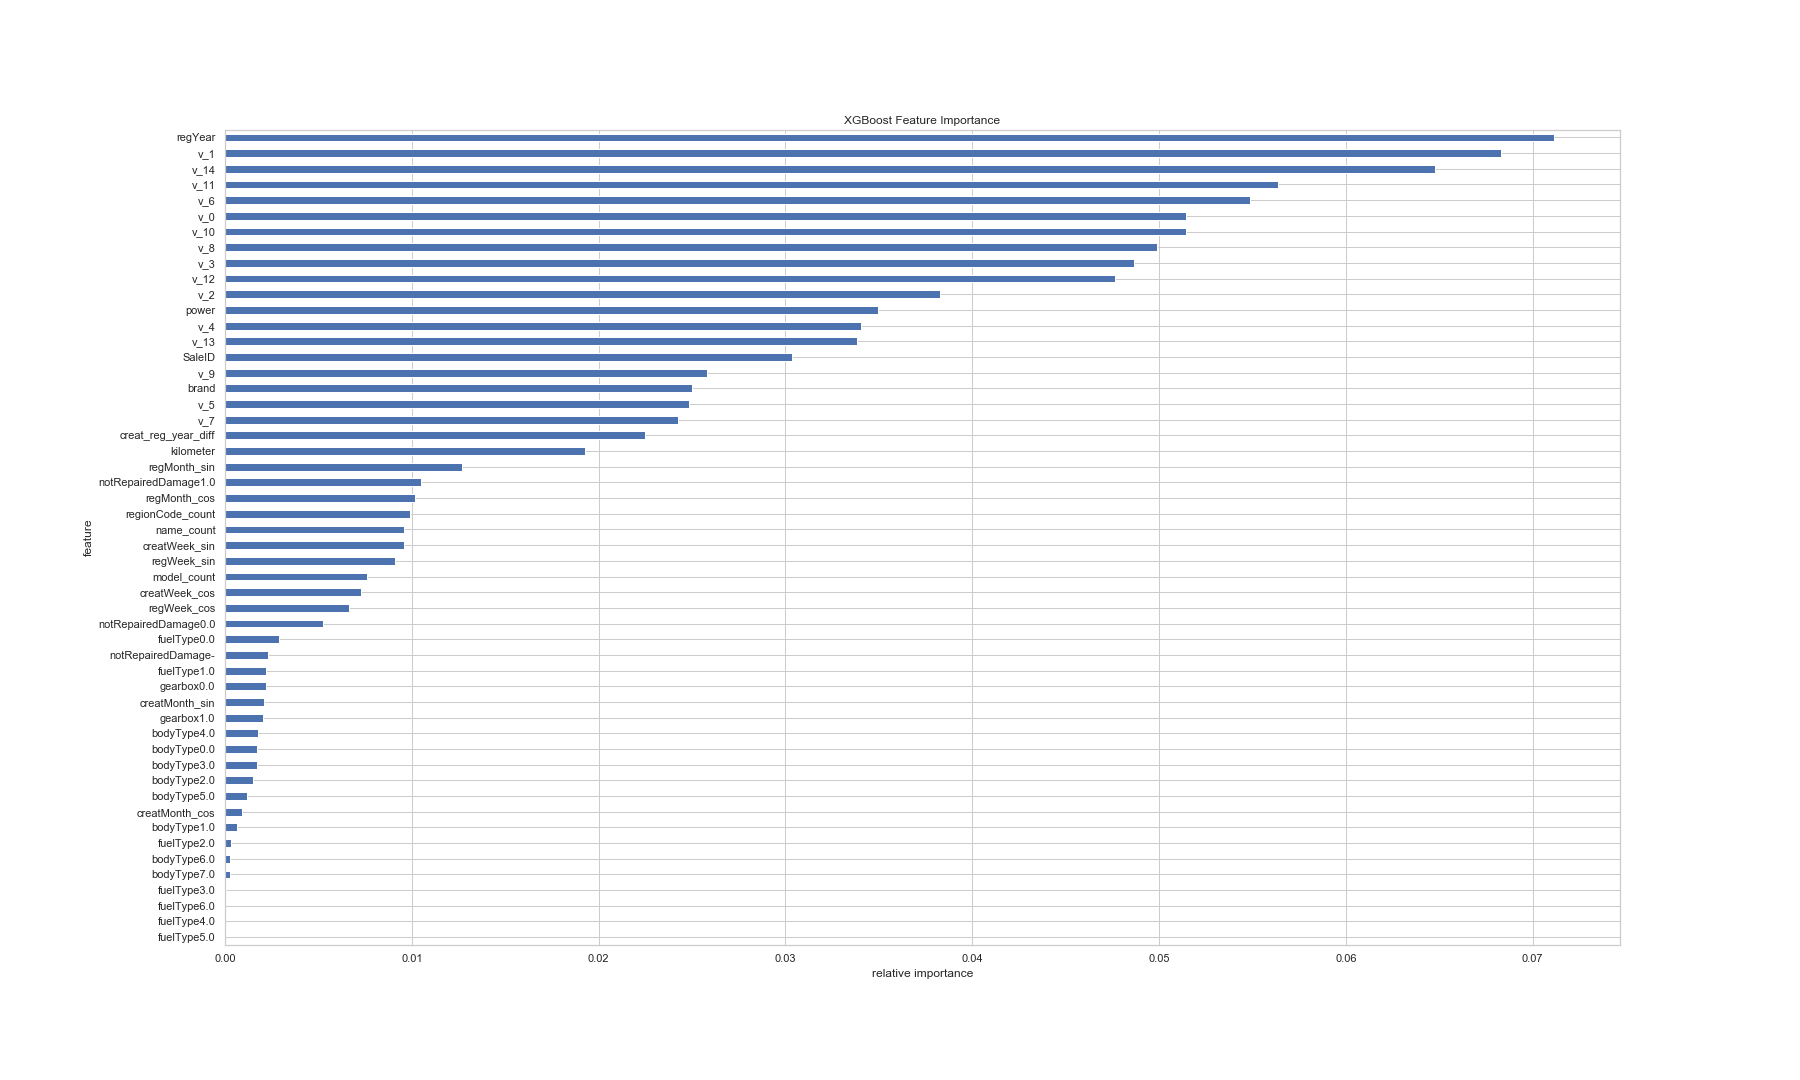 XGBoost Feature Importance
regYear
v_1
v_14
v_11
v_6
v_0
v_10
v_8
v_3
v_12
v_2
power
v_4
v_13
SaleID
v_9
brand
v_5
v_7
creat_reg_year_diff
kilometer
regMonth_sin
notRepairedDamage1.0
regMonth_cos
regionCode_count
name_count
creatWeek_sin
regWeek_sin
model_count
creatWeek_cos
regWeek_cos
notRepairedDamage0.0
fuelType0.0
notRepairedDamage-
fuelType1.0
gearbox0.0
creatMonth_sin
gearbox1.0
bodyType4.0
bodyType0.0
bodyType3.0
bodyType2.0
bodyType5.0
creatMonth_cos
bodyType1.0
fuelType2.0
bodyType6.0
bodyType7.0
fuelType3.0
fuelType6.0
fuelType4.0
fuelType5.0
feature
0.00 0.01 0.02 0.03 0.04 0.05 0.06 0.07
relative importance